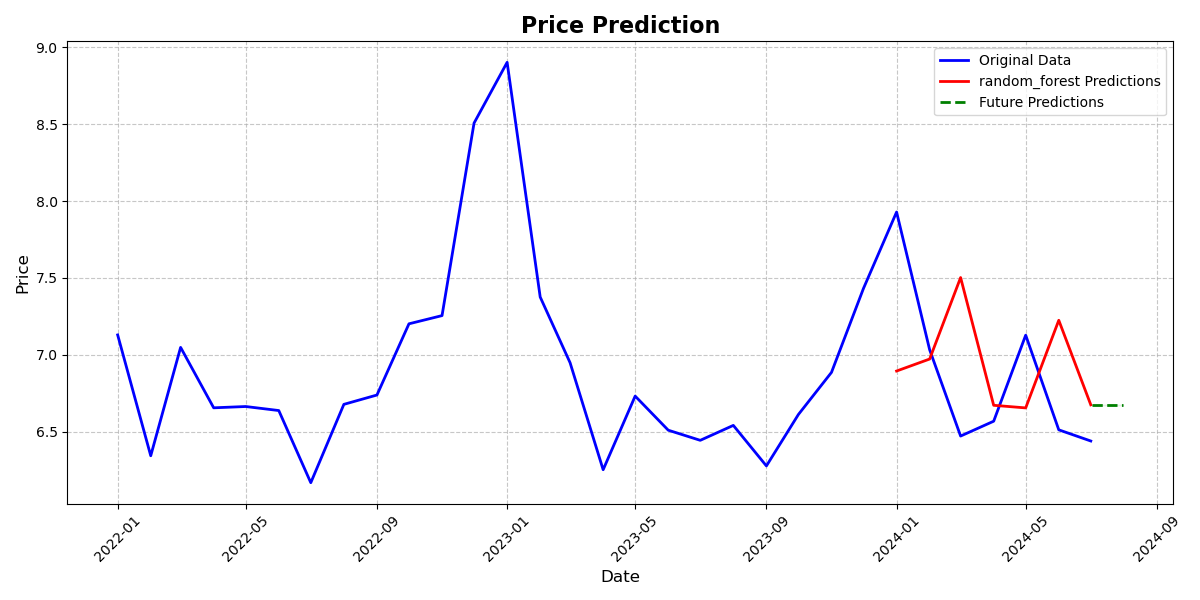 Price Prediction
Original Data
random_forest Predictions
Future Predictions
Price
9.0
8.5
8.0
7.5
7.0
6.5
2022-01
2022-05
2022-09
2023-01
2023-05
2023-09
2024-01
2024-05
2024-09
Date